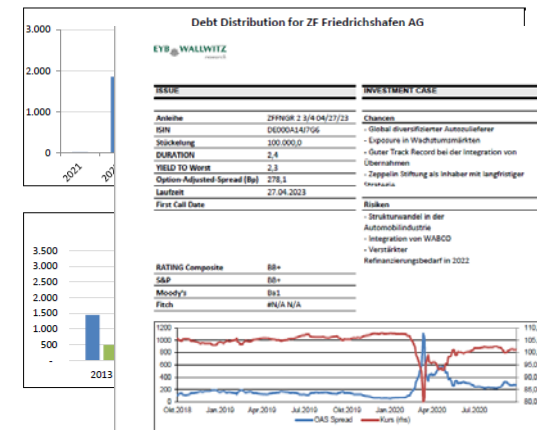 Debt Distribution for ZF Friedrichshafen AG
3.000
2.000
1.000
0
2021
3.500
3.000
2.500
2.000
1.500
1.000
500
-
2013
EYB WALLWITZ
research
ISSUE
Anleihe ZFFNGR 2 3/4 04/27/23
ISIN DE000A14J7G6
Stückelung 100.000,0
DURATION 2,4
YIELD TO Worst 2,3
Option-Adjusted-Spread (Bp) 278,1
Laufzeit 27.04.2023
First Call Date
RATING Composite BB+
S&P BB+
Moody's Ba1
Fitch #N/A N/A
INVESTMENT CASE
Chancen
- Global diversifizierter Autozulieferer
- Exposure in Wachstumsmärkten
- Guter Track Record bei der Integration von
Übernahmen
- Zeppelin Stiftung als Inhaber mit langfristiger
Strategie
Risiken
- Strukturwandel in der
Automobilindustrie
- Integration von WABCO
- Verstärkter
Refinanzierungsbedarf in 2022
1200
1000
800
600
400
200
0
110,
105,
100,
95,0
90,0
85,0
80,0
Okt.2018 Jan.2019 Apr.2019 Jul.2019 Okt.2019 Jan.2020 Apr.2020 Jul.2020
OAS Spread Kurs (rhs)